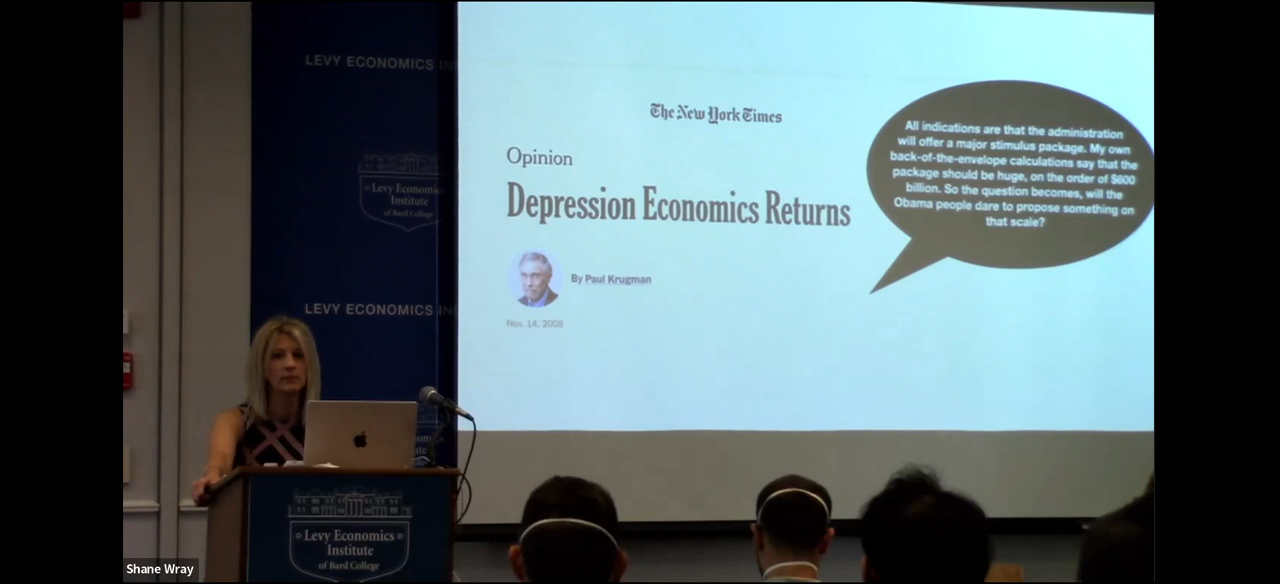 LEVY ECONOMICS IN
Levy Economics
Institute
of Bard College
LEVY ECONOMICS IN
The New York Times
Opinion
Depression Economics Returns
By Paul Krugman
Nov. 14, 2008
All indications are that the administration
will offer a major stimulus package. My own
back-of-the-envelope calculations say that the
package should be huge, on the order of $600
billion. So the question becomes, will the
Obama people dare to propose something on
that scale?
Levy Economics
Institute
of Bard College
Shane Wray